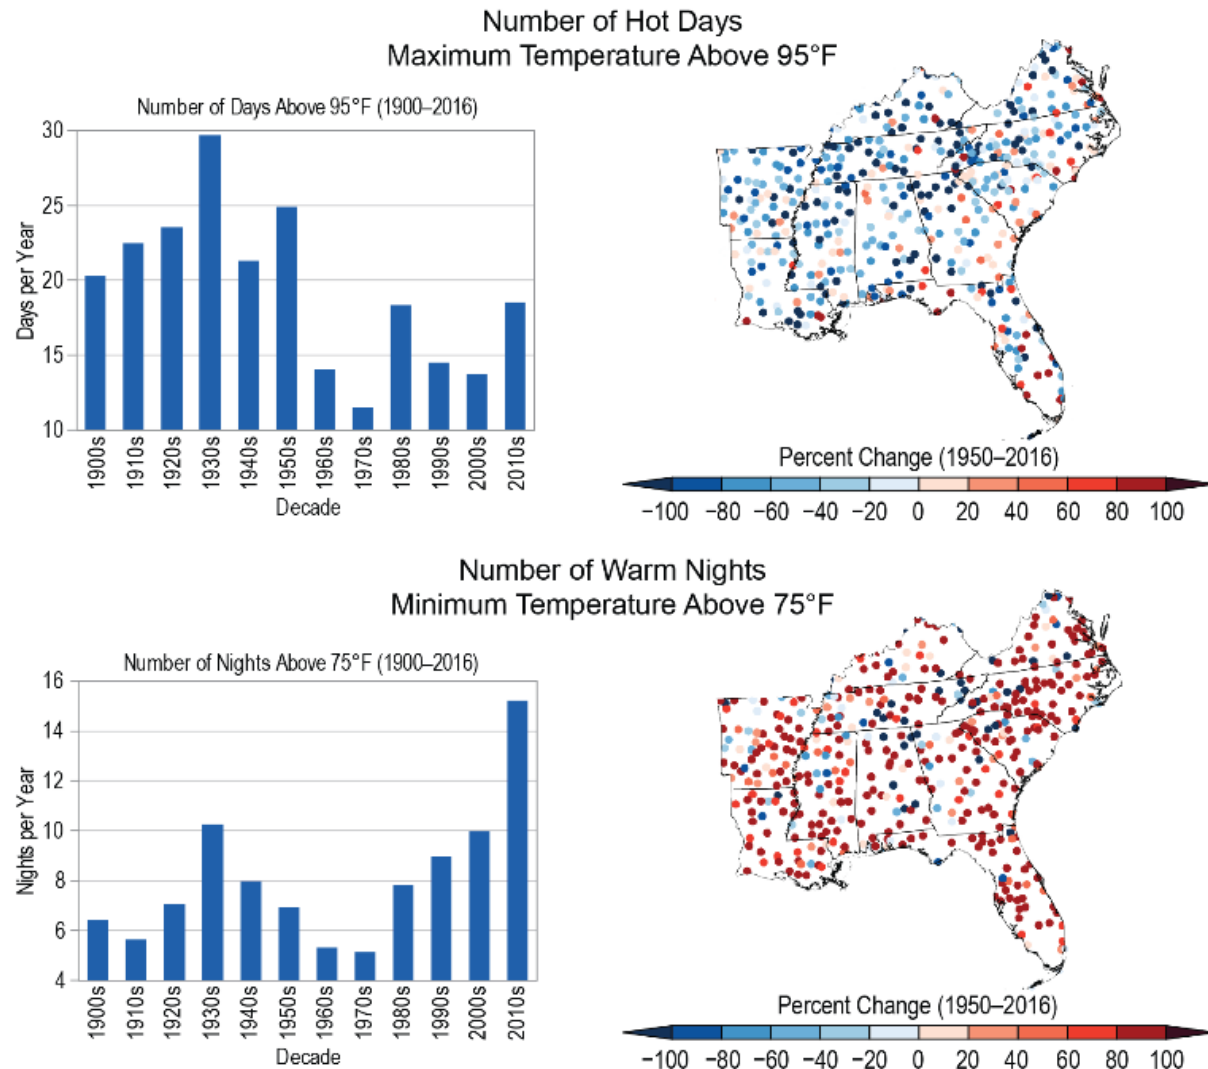 Number of Hot Days
Maximum Temperature Above 95°F
Number of Days Above 95°F (1900–2016)
30
25
20
15
10
Days per Year
1900s
1910s
1920s
1930s
1940s
1950s
1960s
1970s
1980s
1990s
2000s
2010s
Decade
Percent Change (1950–2016)
−100 −80 −60 −40 −20 0 20 40 60 80 100
Number of Warm Nights
Minimum Temperature Above 75°F
Number of Nights Above 75°F (1900–2016)
16
14
12
10
8
6
4
Nights per Year
1900s
1910s
1920s
1930s
1940s
1950s
1960s
1970s
1980s
1990s
2000s
2010s
Decade
Percent Change (1950–2016)
−100 −80 −60 −40 −20 0 20 40 60 80 100